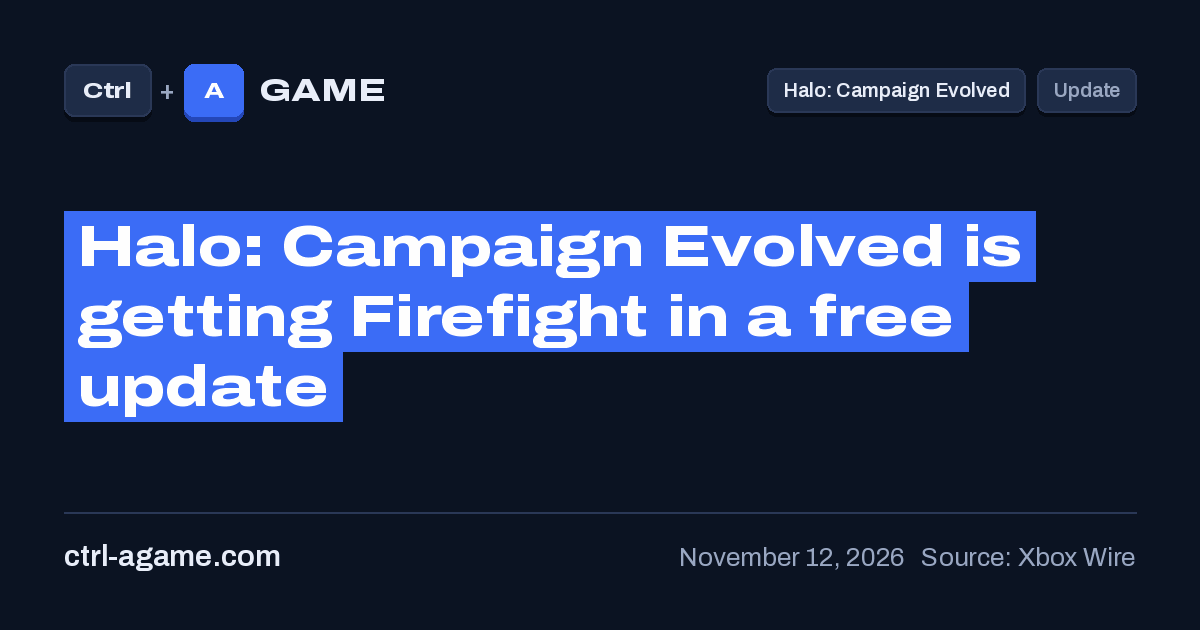 Ctrl + A GAME
Halo: Campaign Evolved Update
Halo: Campaign Evolved is
getting Firefight in a free
update
ctrl-agame.com
November 12, 2026 Source: Xbox Wire